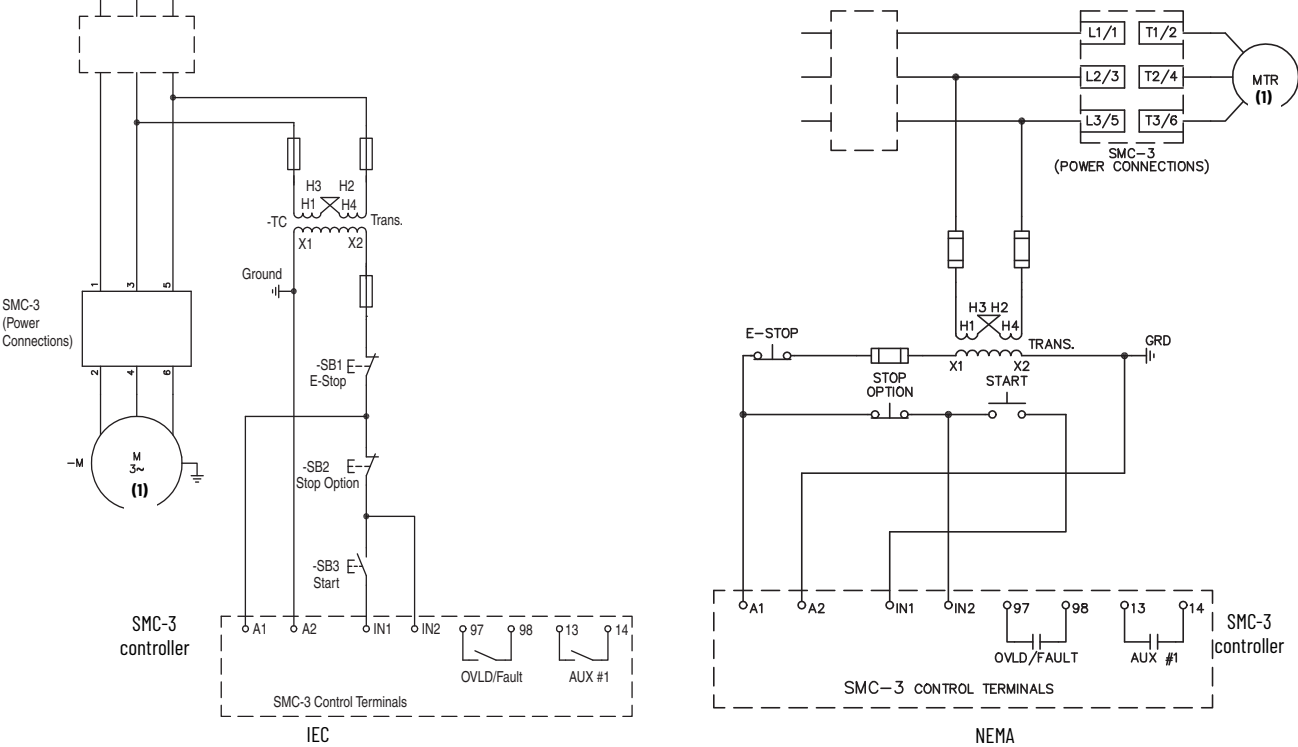 H3 H2
H1 H4
-TC Trans.
X1 X2
Ground
1 3 5
SMC-3
(Power
Connections)
2 4 6
-SB1
E-Stop
-M
M
3~
(1)
-SB2
Stop Option
-SB3
Start
SMC-3
controller
A1 A2 IN1 IN2 97 98 13 14
OVLD/Fault AUX #1
SMC-3 Control Terminals
IEC
L1/1 T1/2
L2/3 T2/4
L3/5 T3/6
MTR
(1)
SMC-3
(POWER CONNECTIONS)
H3 H2
H1 H4
E-STOP
TRANS.
GRD
X1 X2
STOP
OPTION
START
A1 A2 IN1 IN2 97 98 13 14
OVLD/FAULT AUX #1
SMC-3
controller
SMC-3 CONTROL TERMINALS
NEMA